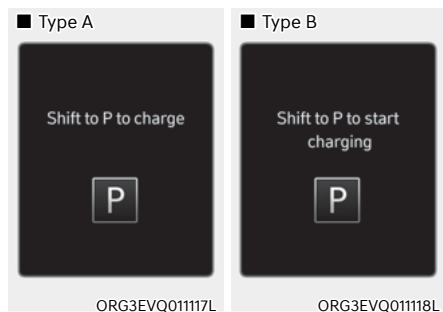 ■ Type A
Shift to P to charge
P
ORG3EVQ011117L
■ Type B
Shift to P to start
charging
P
ORG3EVQ011118L